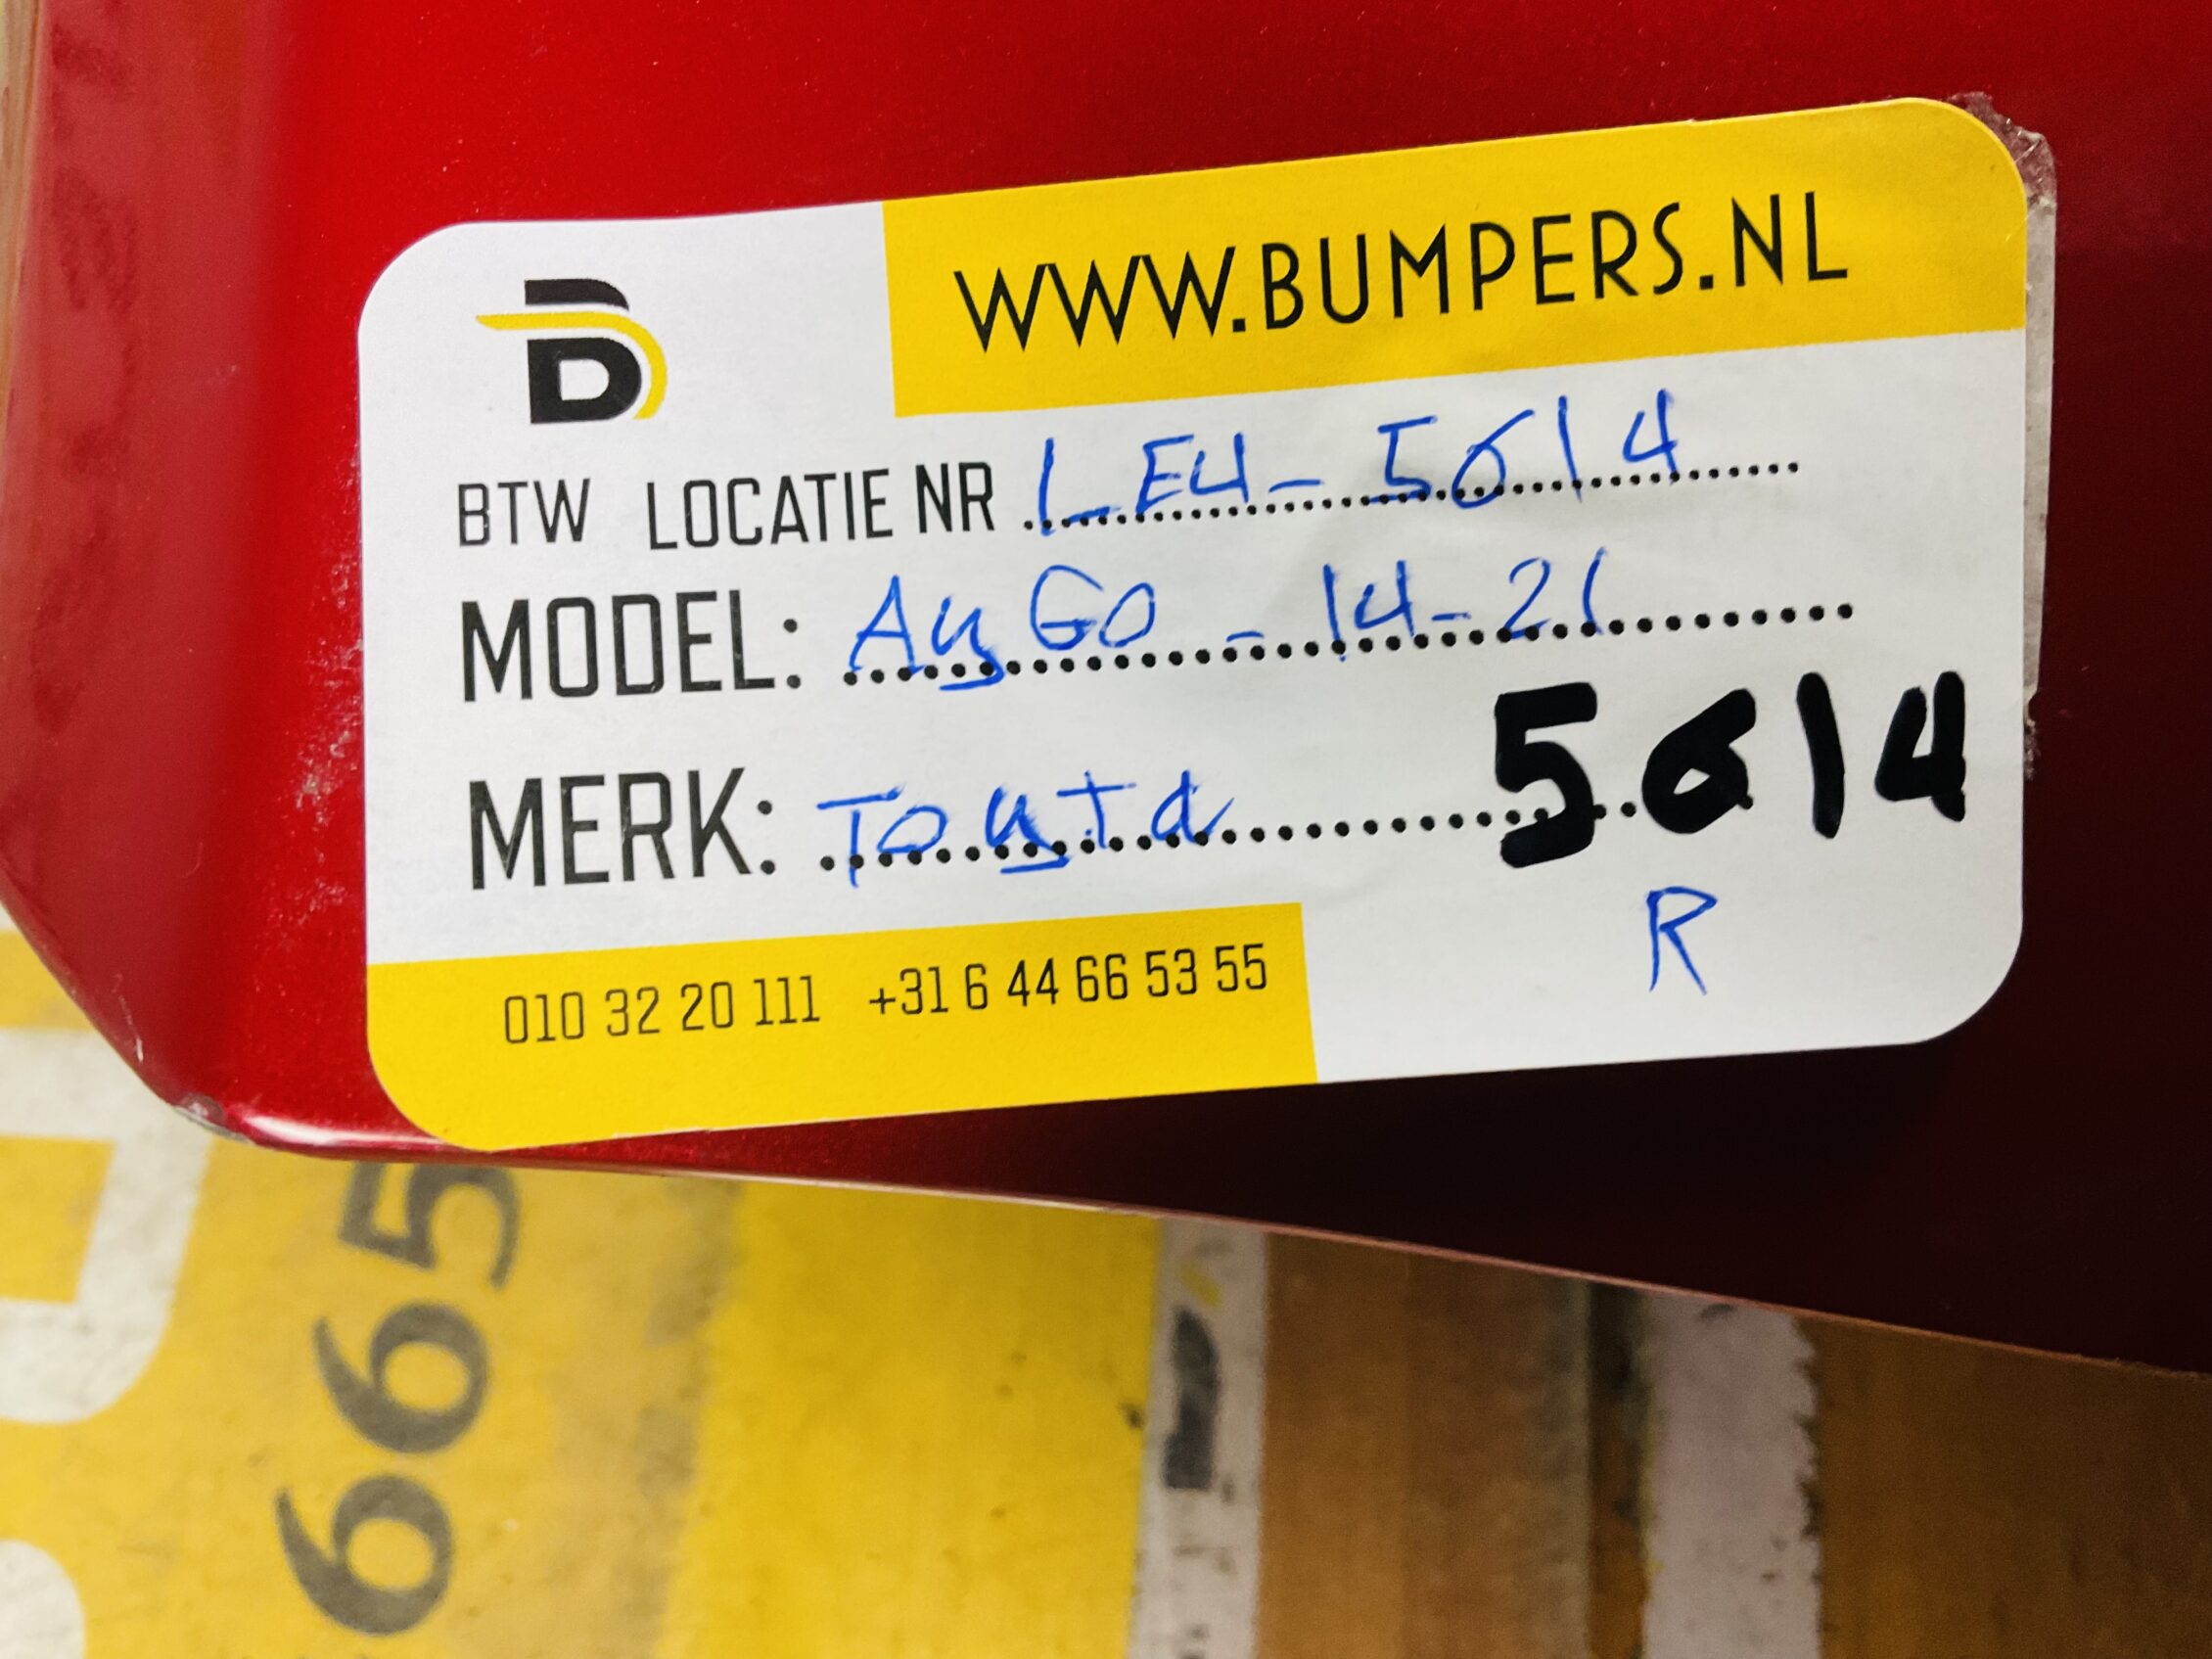 WWW.BUMPERS.NL
BTW LOCATIE NR LE4-5614
MODEL: AyGo - 14-21
MERK: Toyta 5614
R
010 32 20 111 +31 6 44 66 53 55
665